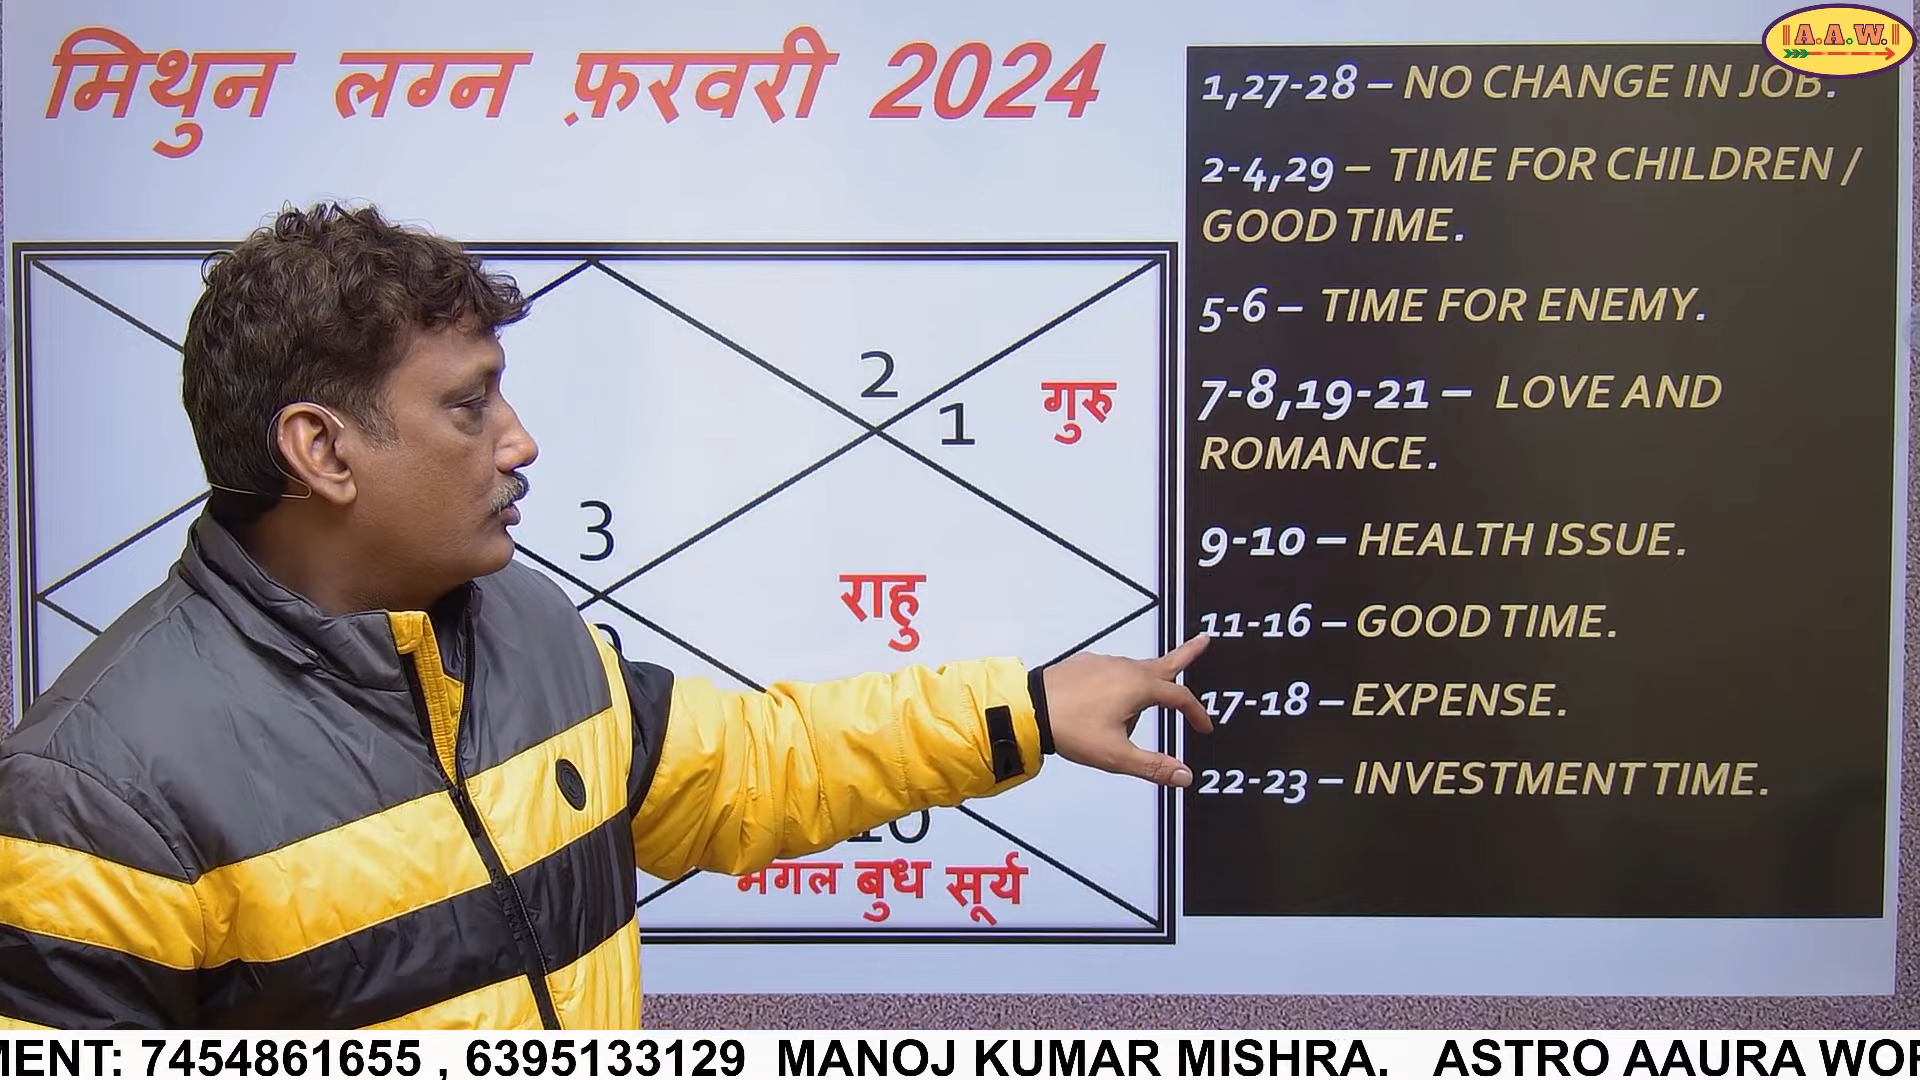 मिथुन लग्न फ़रवरी 2024
A.A.W.
1,27-28 – NO CHANGE IN JOB.
2-4,29 – TIME FOR CHILDREN /
GOOD TIME.
5-6 – TIME FOR ENEMY.
7-8,19-21 – LOVE AND
ROMANCE.
9-10 – HEALTH ISSUE.
11-16 – GOOD TIME.
17-18 – EXPENSE.
22-23 – INVESTMENT TIME.
2
1
गुरु
3
राहु
10
मंगल बुध सूर्य
MENT: 7454861655 , 6395133129 MANOJ KUMAR MISHRA. ASTRO AAURA WOR